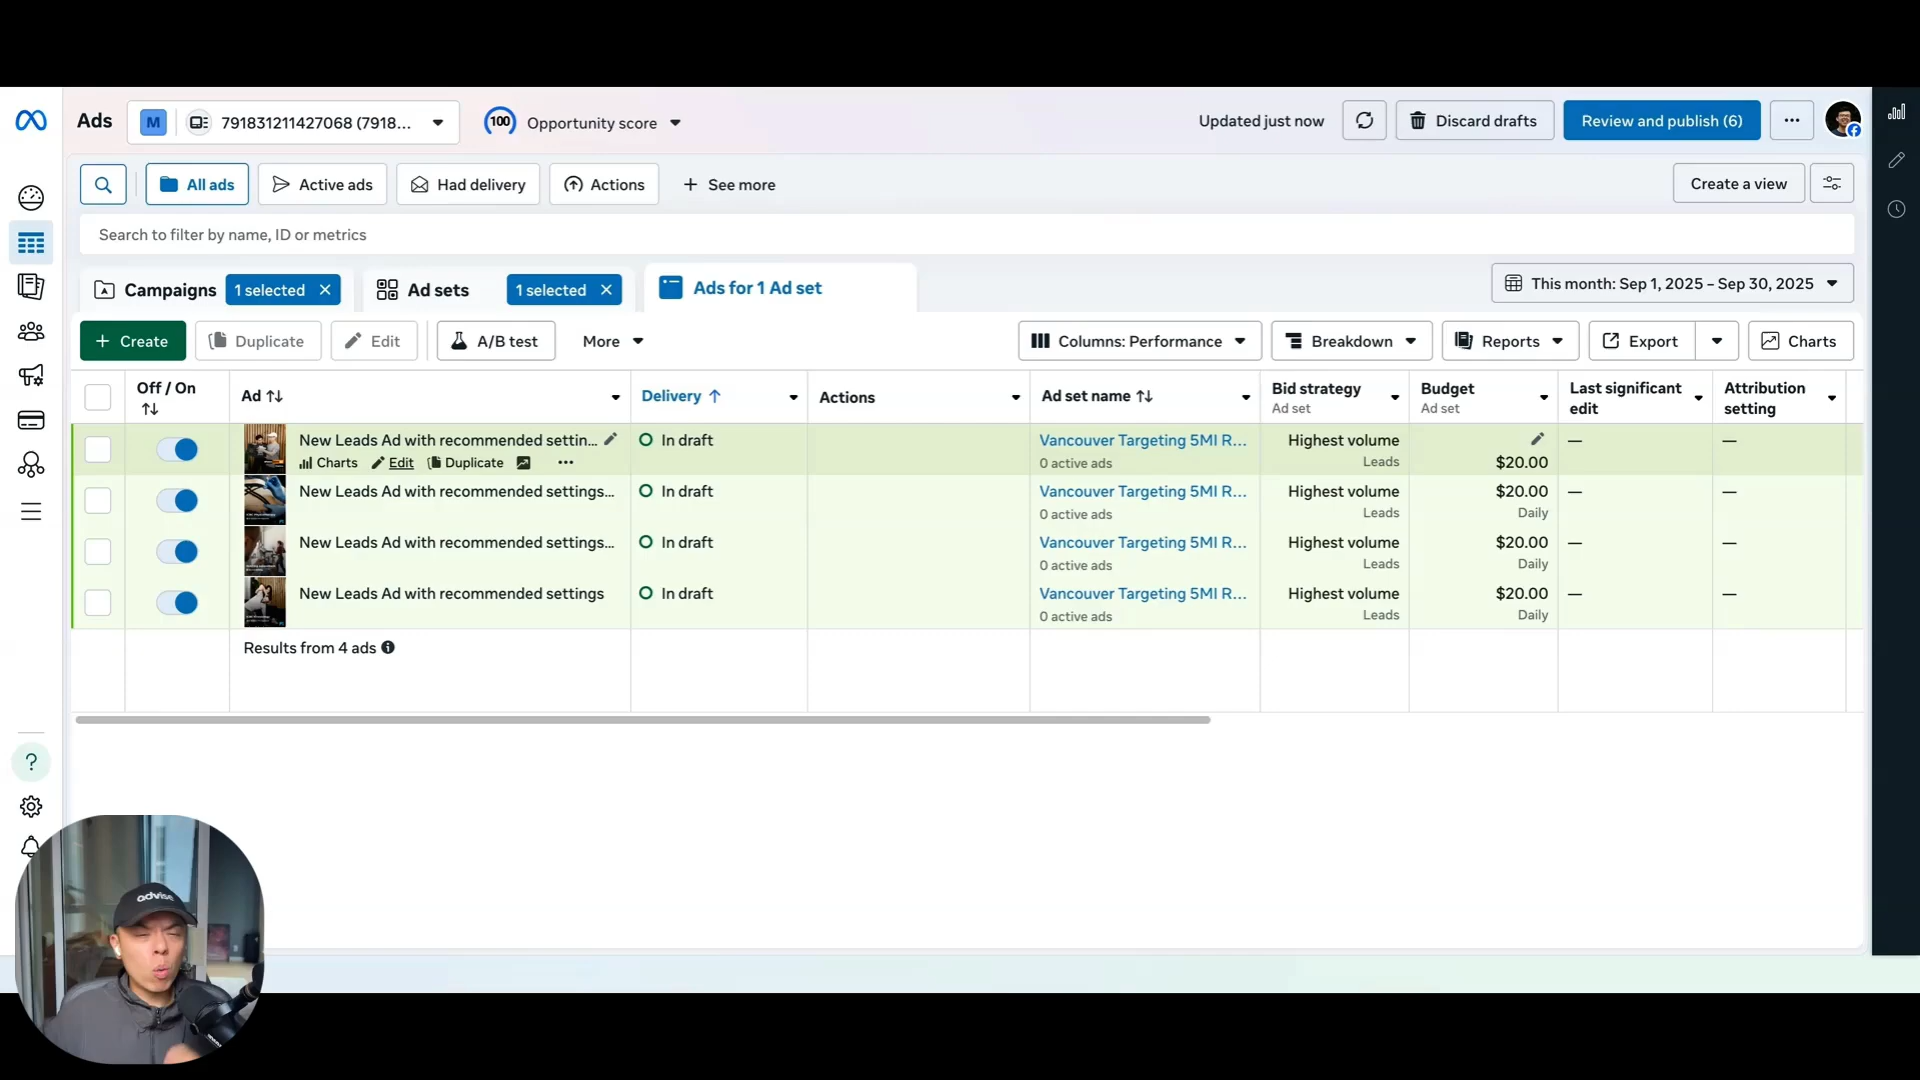 Ads
M
791831211427068 (7918...
100
Opportunity score
Updated just now
Discard drafts
Review and publish (6)
All ads
Active ads
Had delivery
Actions
See more
Create a view
Search to filter by name, ID or metrics
Campaigns
1 selected
Ad sets
1 selected
Ads for 1 Ad set
This month: Sep 1, 2025 – Sep 30, 2025
+ Create
Duplicate
Edit
A/B test
More
Columns: Performance
Breakdown
Reports
Export
Charts
Off / On
Ad
Delivery ↑
Actions
Ad set name
Bid strategy
Ad set
Budget
Ad set
Last significant edit
Attribution setting
New Leads Ad with recommended settin...
Charts
Edit
Duplicate
In draft
Vancouver Targeting 5MI R...
0 active ads
Highest volume
Leads
$20.00
—
—
New Leads Ad with recommended settings...
In draft
Vancouver Targeting 5MI R...
0 active ads
Highest volume
Leads
$20.00
Daily
—
—
New Leads Ad with recommended settings...
In draft
Vancouver Targeting 5MI R...
0 active ads
Highest volume
Leads
$20.00
Daily
—
—
New Leads Ad with recommended settings
In draft
Vancouver Targeting 5MI R...
0 active ads
Highest volume
Leads
$20.00
Daily
—
—
Results from 4 ads
?
advise